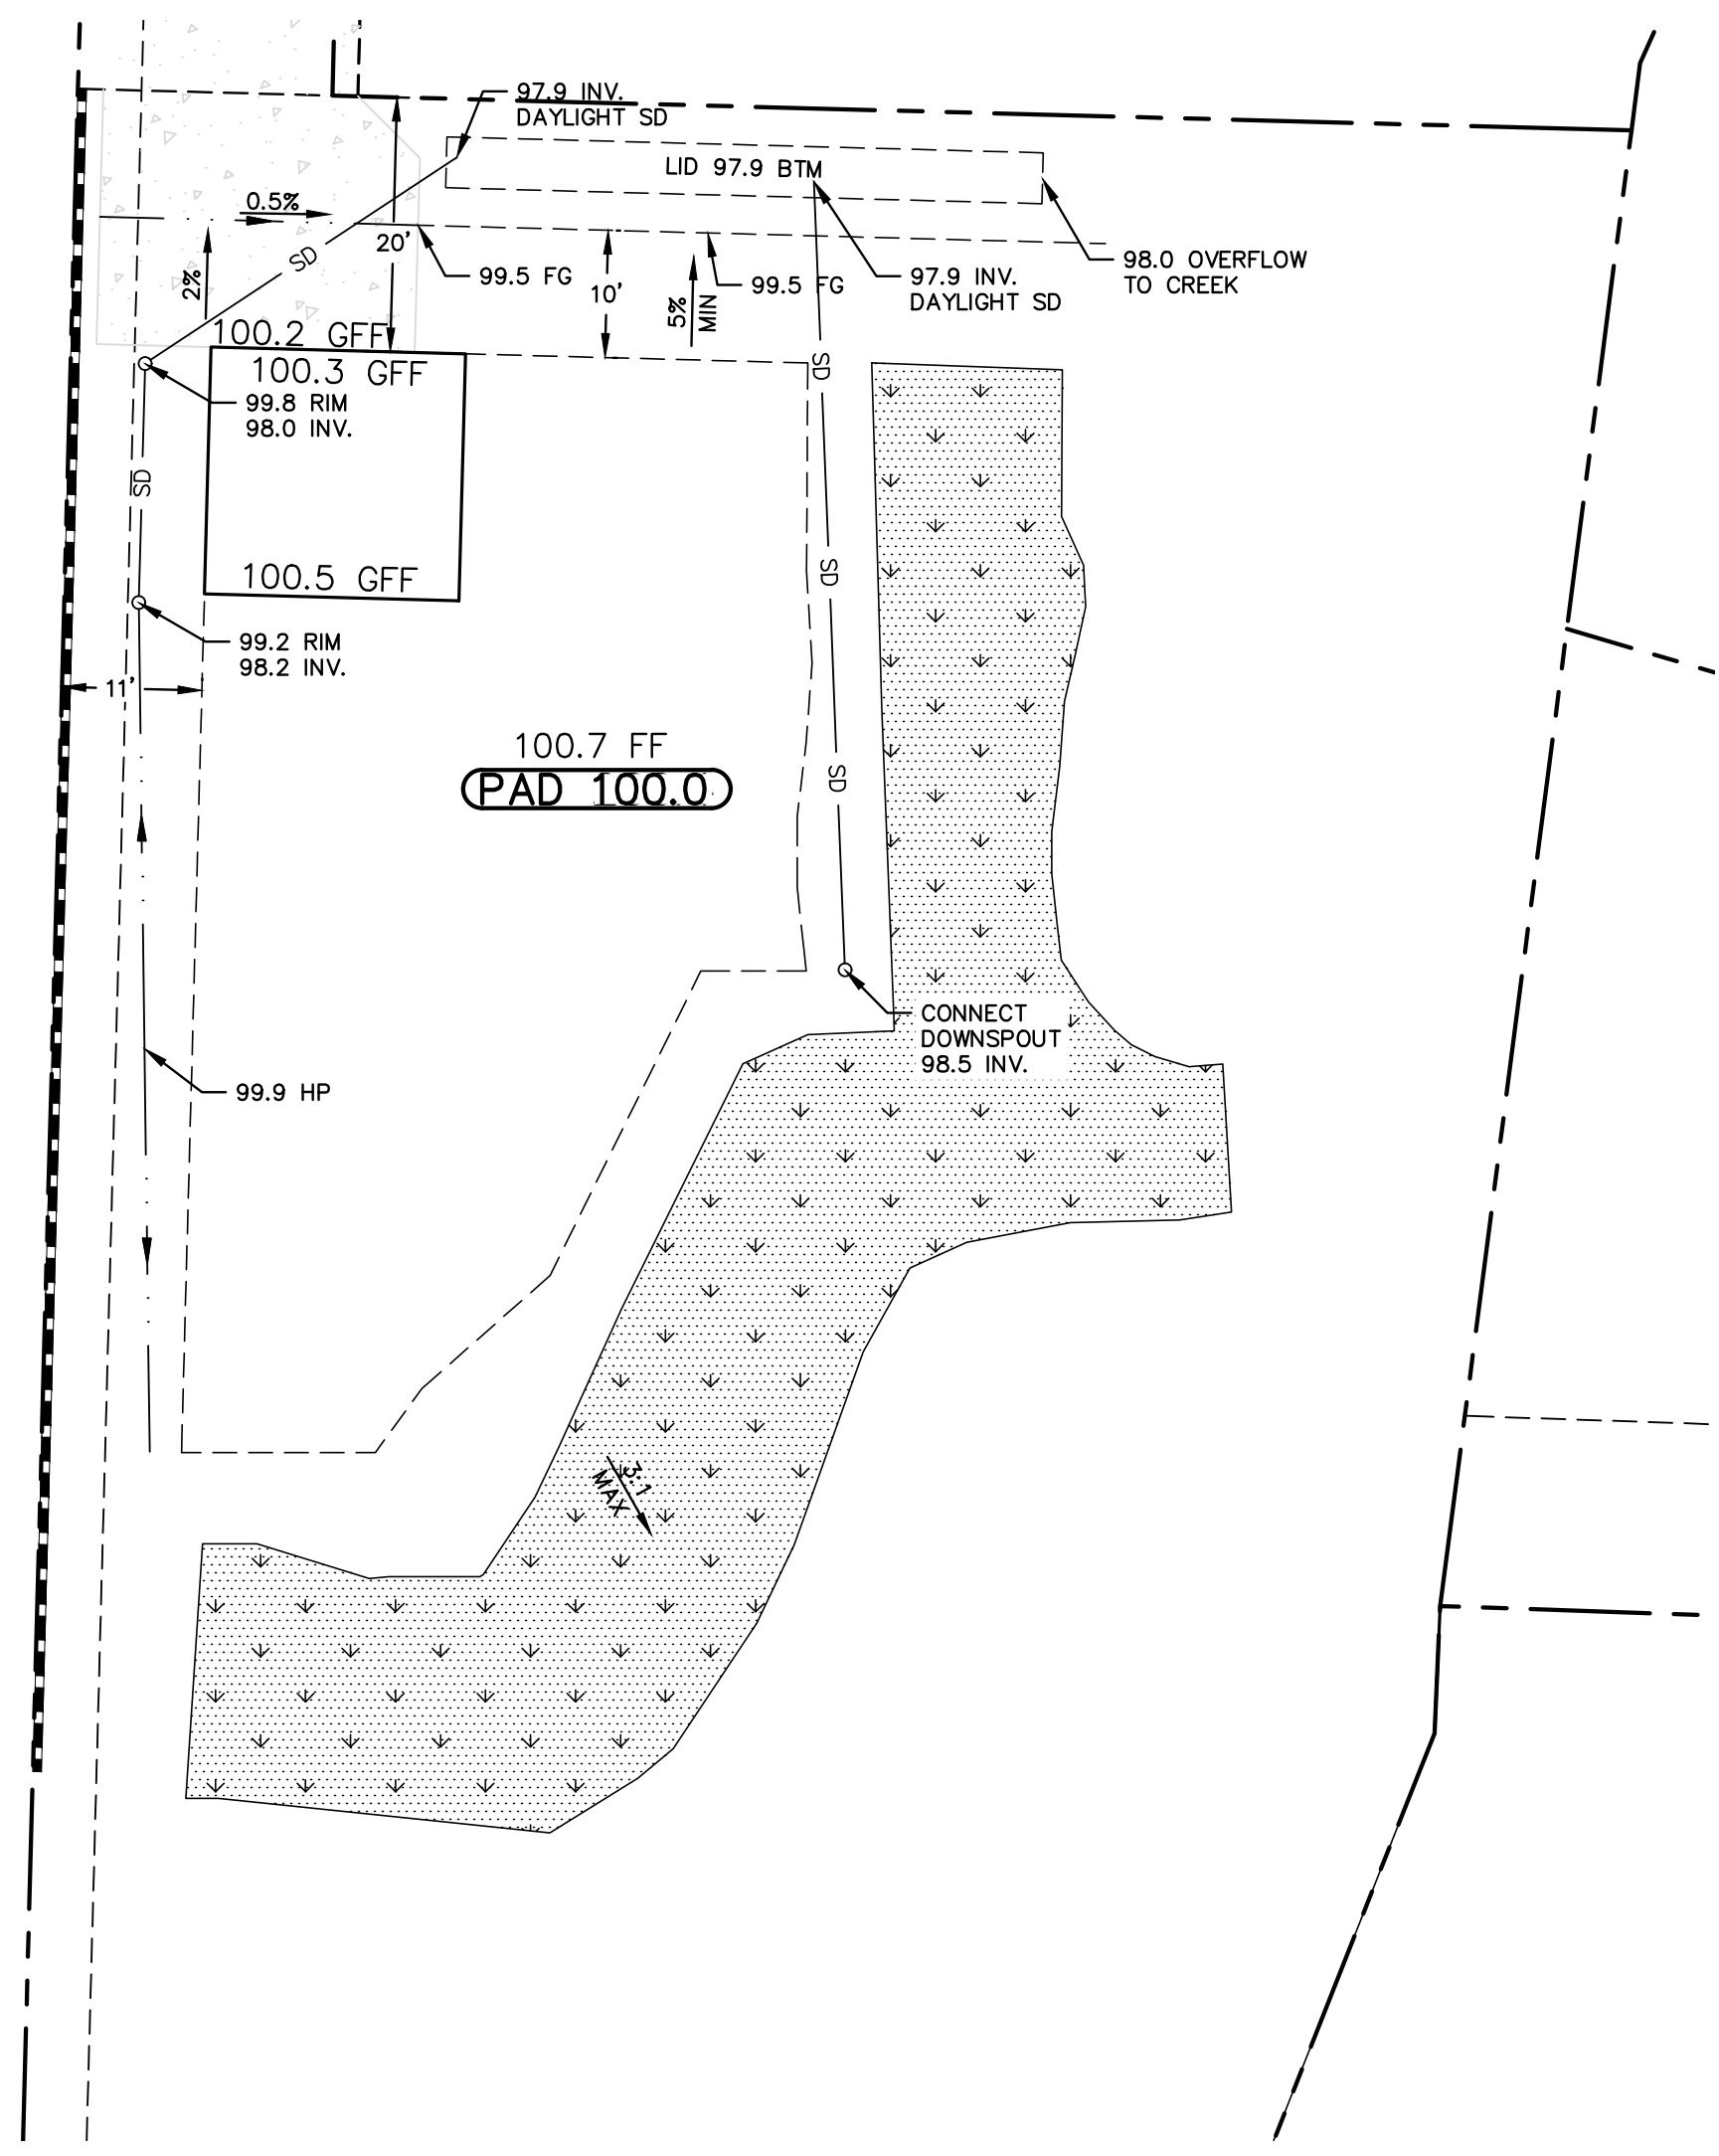 97.9 INV.
DAYLIGHT SD
LID 97.9 BTM
0.5%
20'
SD
2%
99.5 FG
10'
5%
MIN
99.5 FG
97.9 INV.
DAYLIGHT SD
98.0 OVERFLOW
TO CREEK
100.2 GFF
100.3 GFF
99.8 RIM
98.0 INV.
SD
SD
100.5 GFF
SD
99.2 RIM
98.2 INV.
11'
100.7 FF
PAD 100.0
SD
CONNECT
DOWNSPOUT
98.5 INV.
99.9 HP
3:1
MAX